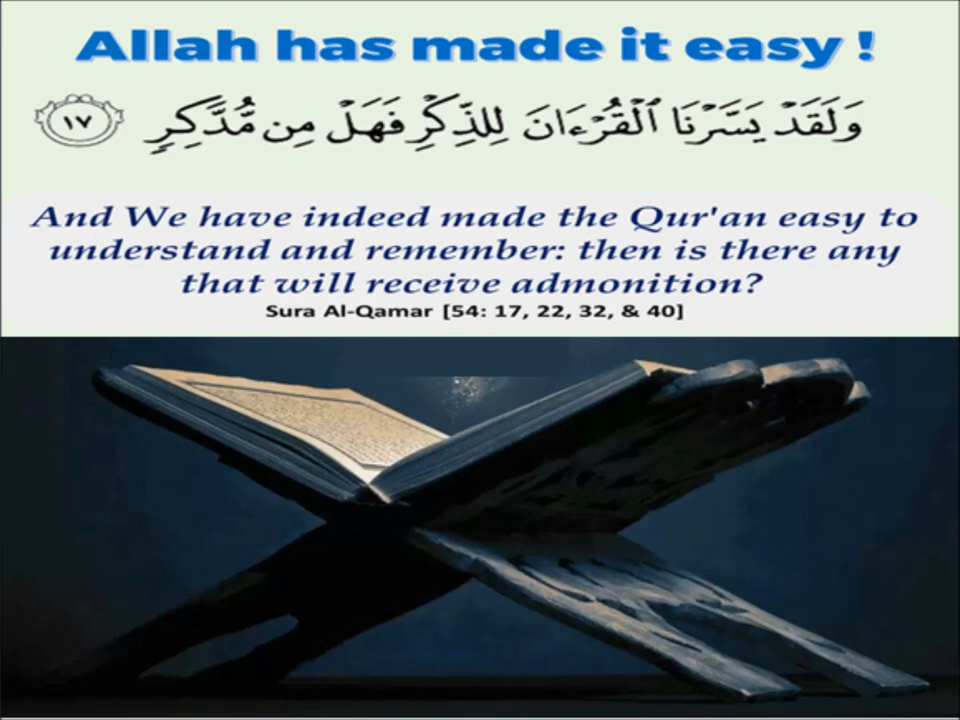 Allah has made it easy !
وَلَقَدْ يَسَّرْنَا ٱلْقُرْءَانَ لِلذِّكْرِ فَهَلْ مِن مُّدَّكِرٍ ١٧
And We have indeed made the Qur'an easy to
understand and remember: then is there any
that will receive admonition?
Sura Al-Qamar [54: 17, 22, 32, & 40]